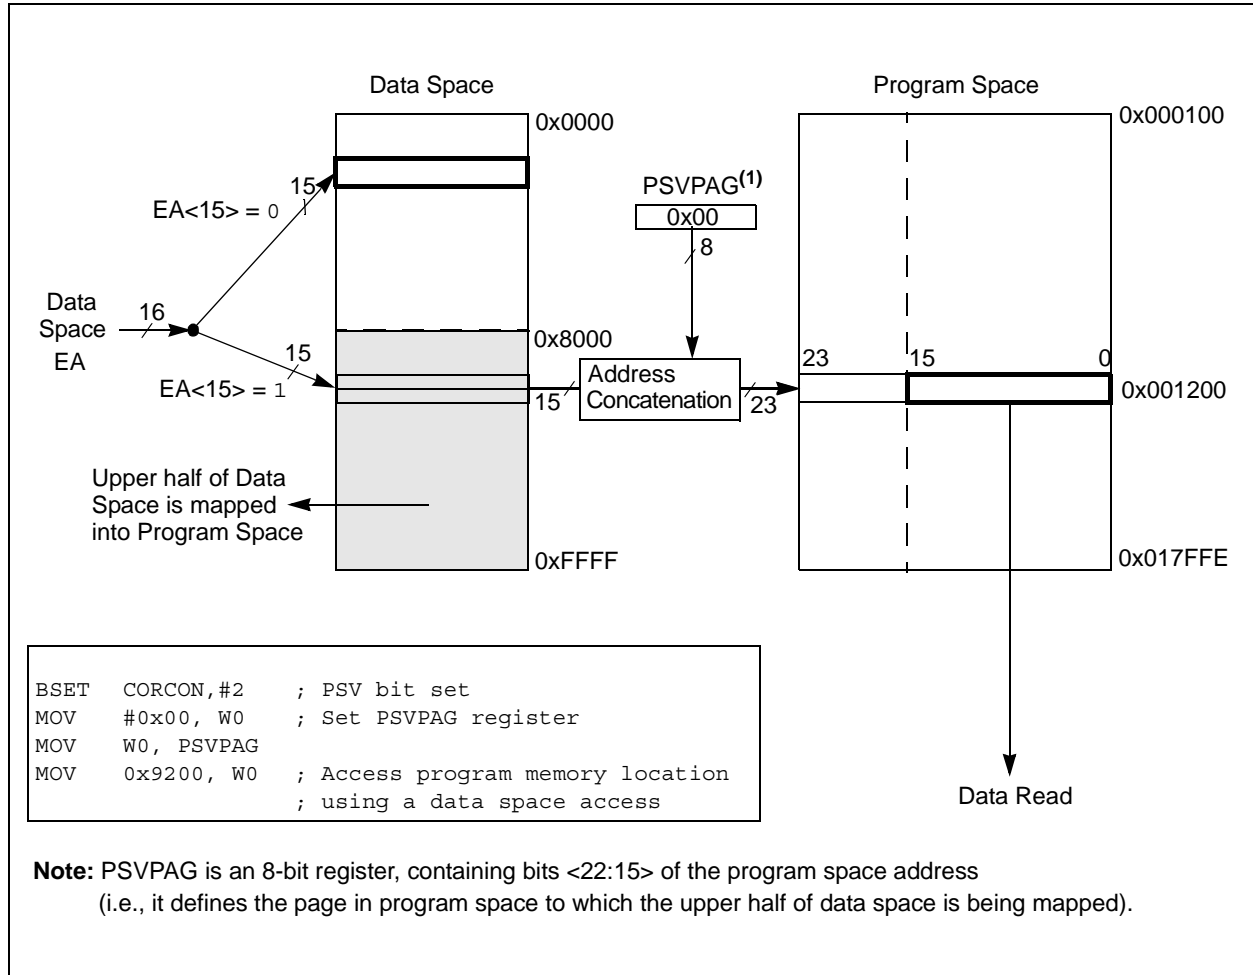 Data Space
Program Space
0x0000
0x000100
15
EA<15> = 0
PSVPAG(1)
0x00
8
Data
Space
EA
16
0x8000
15
EA<15> = 1
15
Address
Concatenation
23
23
15
0
0x001200
Upper half of Data
Space is mapped
into Program Space
0xFFFF
0x017FFE
BSET CORCON,#2 ; PSV bit set
MOV #0x00, W0 ; Set PSVPAG register
MOV W0, PSVPAG
MOV 0x9200, W0 ; Access program memory location
; using a data space access
Data Read
Note: PSVPAG is an 8-bit register, containing bits <22:15> of the program space address
(i.e., it defines the page in program space to which the upper half of data space is being mapped).